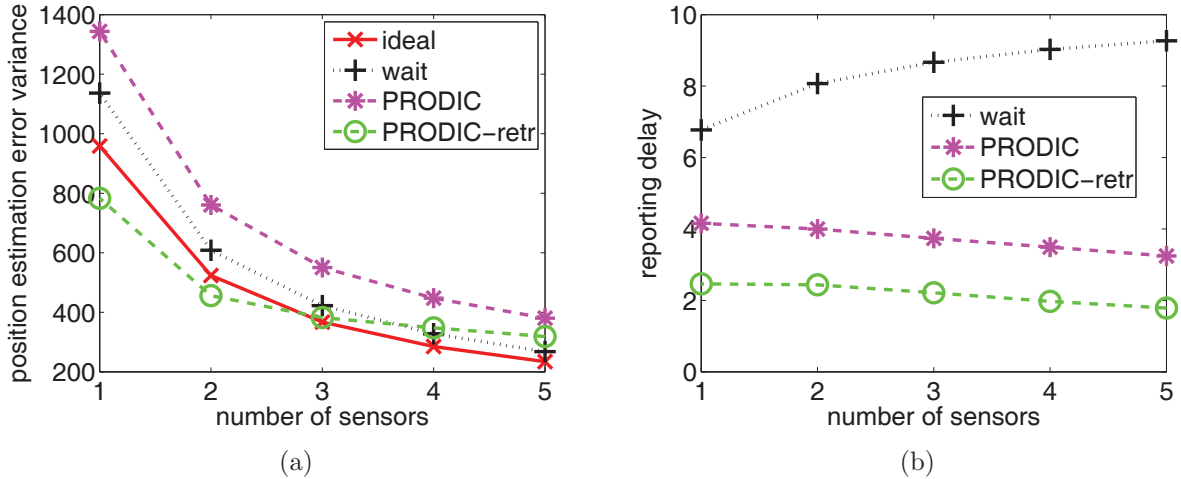 position estimation error variance
1400
1200
1000
800
600
400
200
1
2
3
4
5
number of sensors
ideal
wait
PRODIC
PRODIC-retr
(a)
reporting delay
10
8
6
4
2
0
1
2
3
4
5
number of sensors
wait
PRODIC
PRODIC-retr
(b)